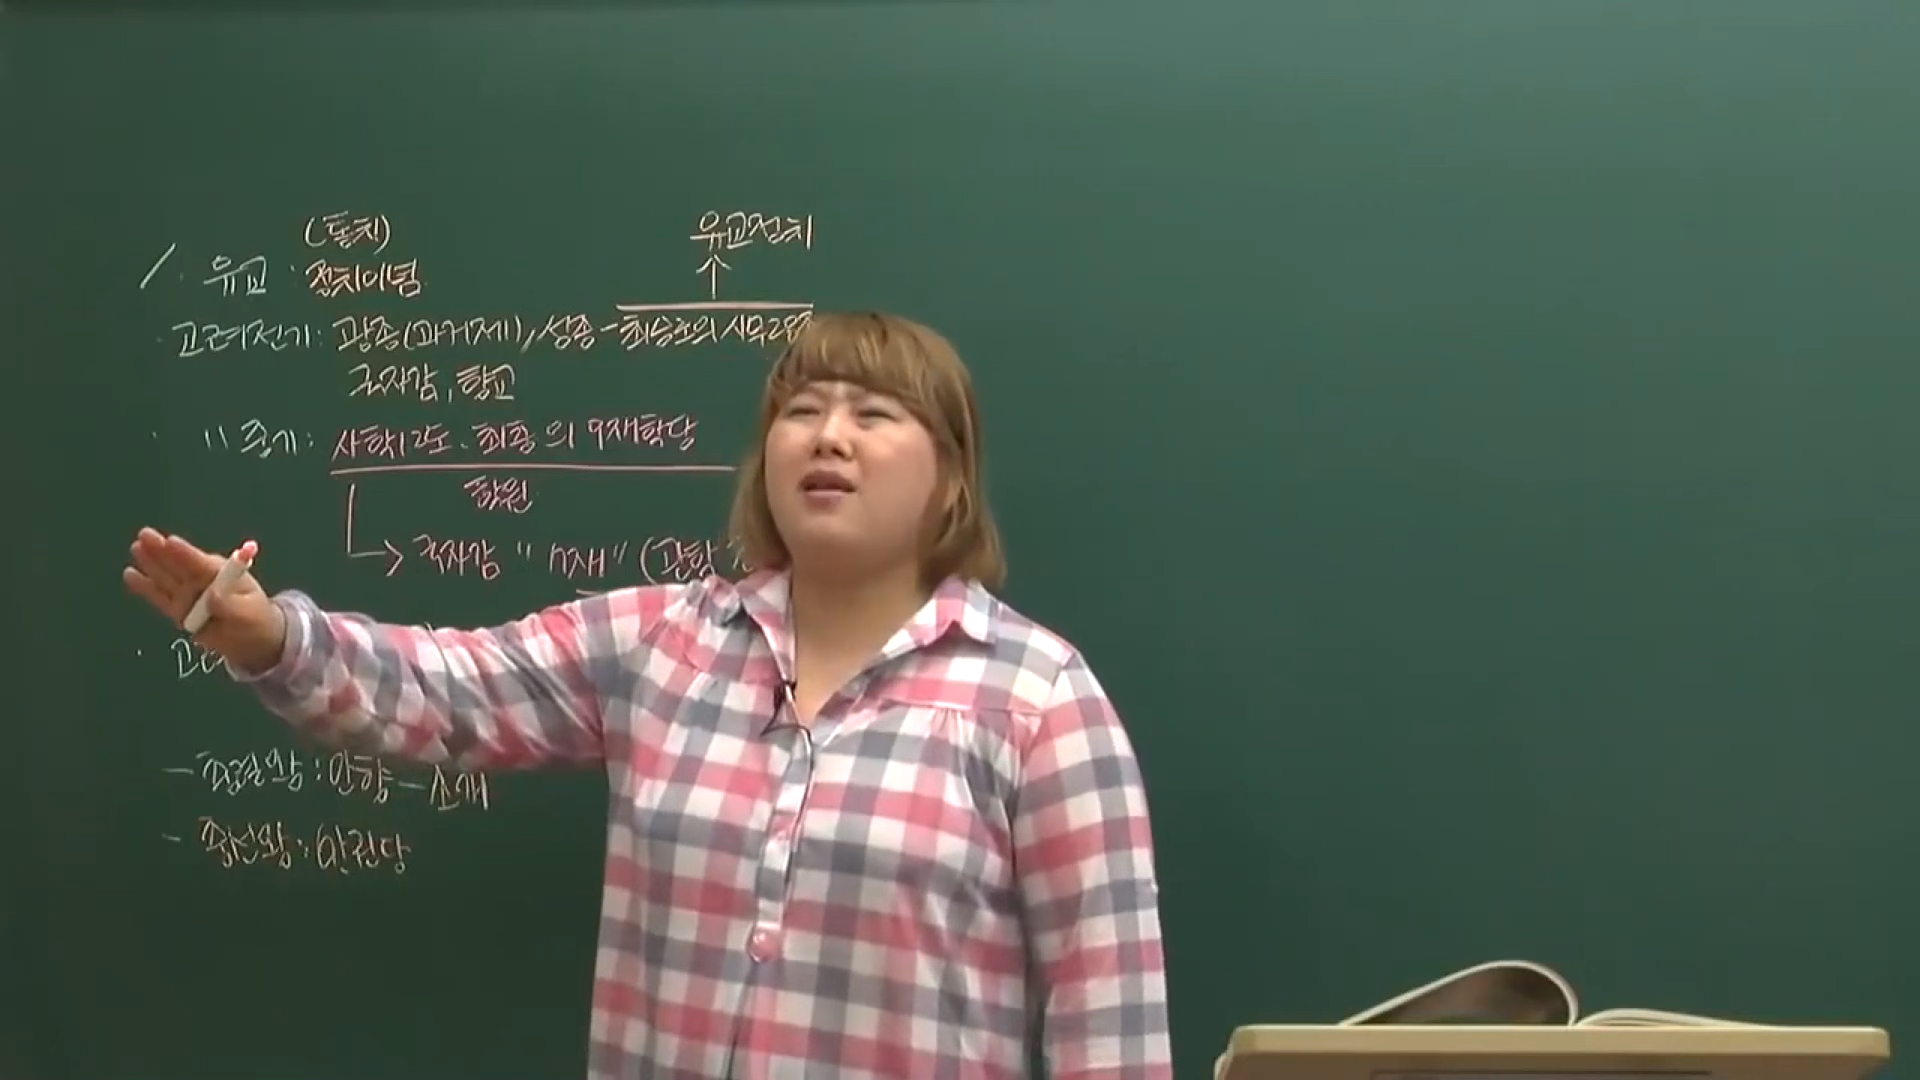 (통치)
유교정치
/. 유교 : 정치이념
· 고려전기: 광종(과거제), 성종-최승로의 시무28조
국자감, 향교
· 〃 중기: 사학12도. 최충의 9재학당
학원
→ 국자감 "7재" (관학
· 고려
- 충렬왕 : 안향 - 소개
- 충선왕 : 만권당